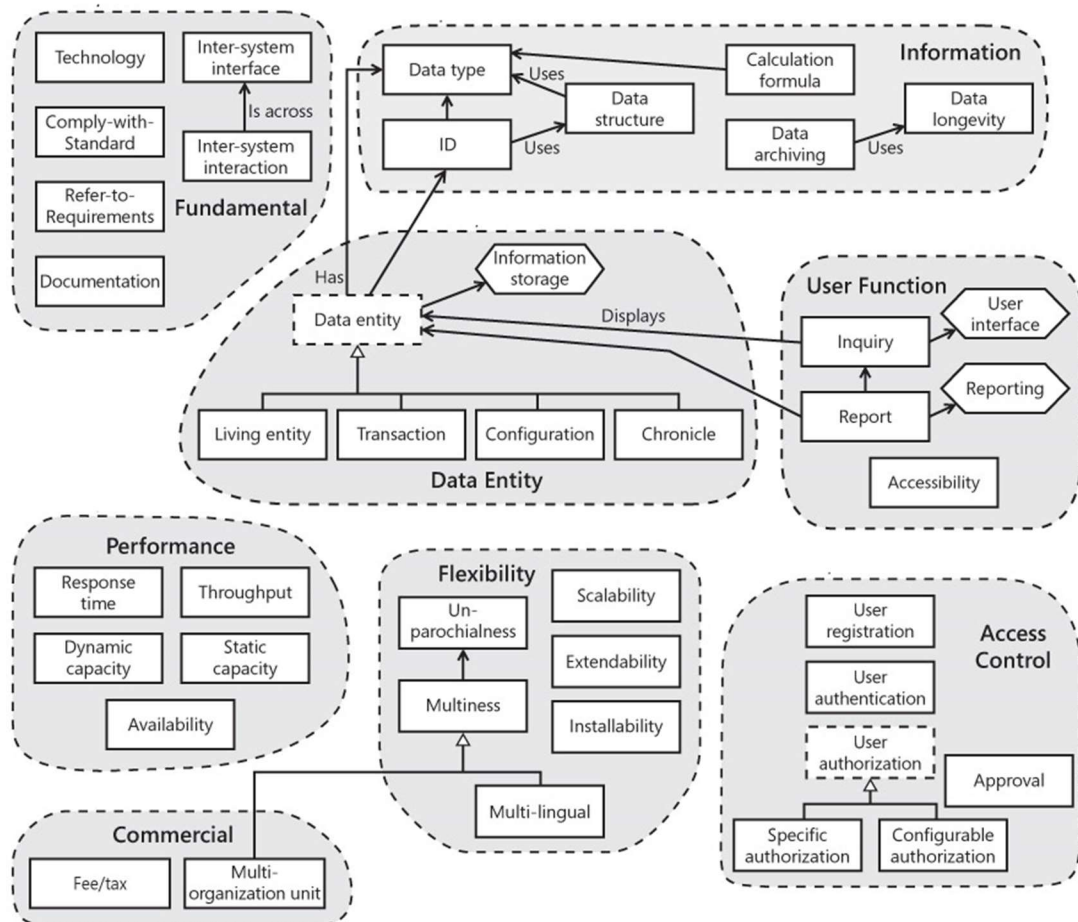 Technology
Inter-system
interface
Is across
Comply-with-
Standard
Inter-system
interaction
Refer-to-
Requirements
Fundamental
Documentation
Information
Data type
Calculation
formula
Uses
Data
structure
Data
longevity
ID
Uses
Data
archiving
Uses
Has
Information
storage
Data entity
Displays
Living entity
Transaction
Configuration
Chronicle
Data Entity
User Function
User
interface
Inquiry
Reporting
Report
Accessibility
Performance
Response
time
Throughput
Dynamic
capacity
Static
capacity
Availability
Flexibility
Un-
parochialness
Scalability
Extendability
Multiness
Installability
Multi-lingual
User
registration
Access
Control
User
authentication
User
authorization
Approval
Specific
authorization
Configurable
authorization
Commercial
Fee/tax
Multi-
organization unit